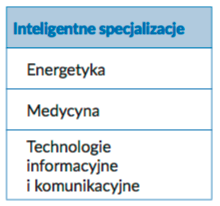 Inteligentne specjalizacje
Energetyka
Medycyna
Technologie
informacyjne
i komunikacyjne